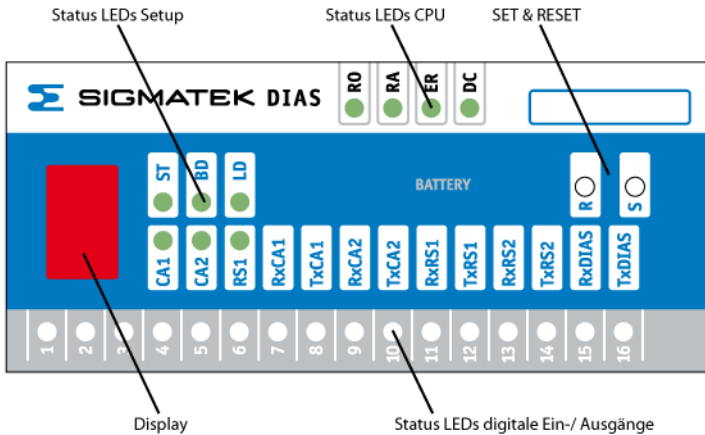 Status LEDs Setup
Status LEDs CPU
SET & RESET
SIGMATEK DIAS
RO
RA
ER
DC
ST
BD
LD
BATTERY
R
S
CA1
CA2
RS1
RxCA1
TxCA1
RxCA2
TxCA2
RxRS1
TxRS1
RxRS2
TxRS2
RxDIAS
TxDIAS
1
2
3
4
5
6
7
8
9
10
11
12
13
14
15
16
Display
Status LEDs digitale Ein-/ Ausgänge